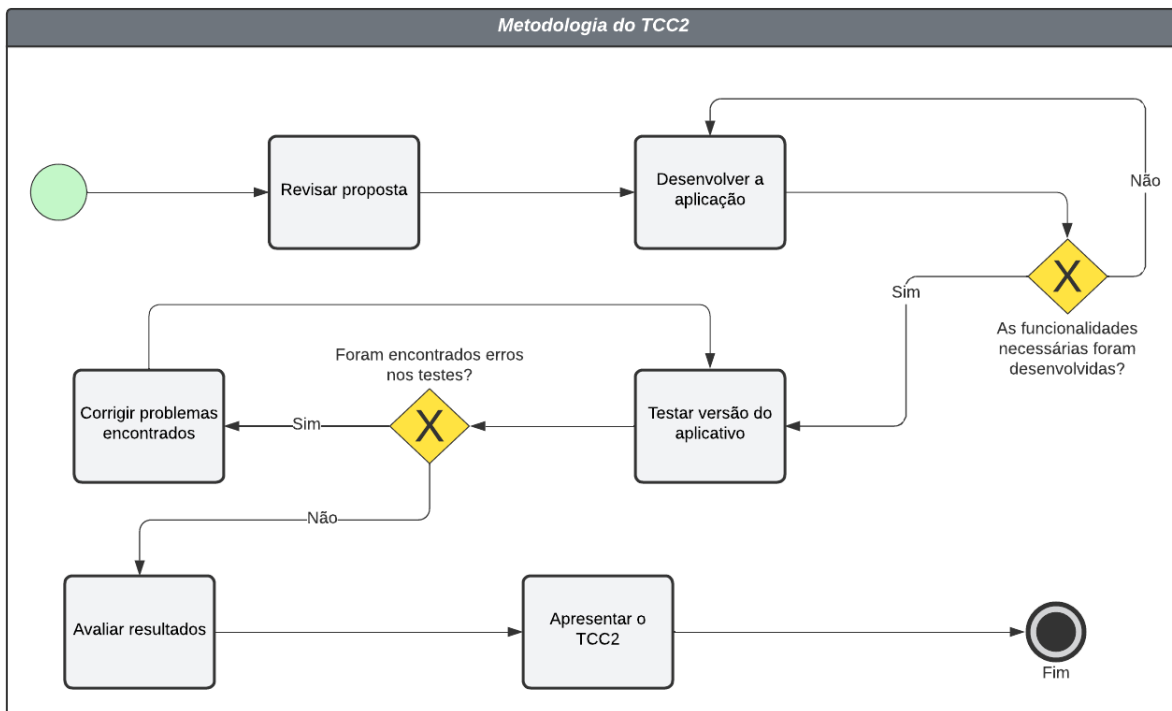 Metodologia do TCC2
Revisar proposta
Desenvolver a
aplicação
Não
X
As funcionalidades
necessárias foram
desenvolvidas?
Sim
Testar versão do
aplicativo
Foram encontrados erros
nos testes?
X
Sim
Corrigir problemas
encontrados
Não
Avaliar resultados
Apresentar o
TCC2
Fim